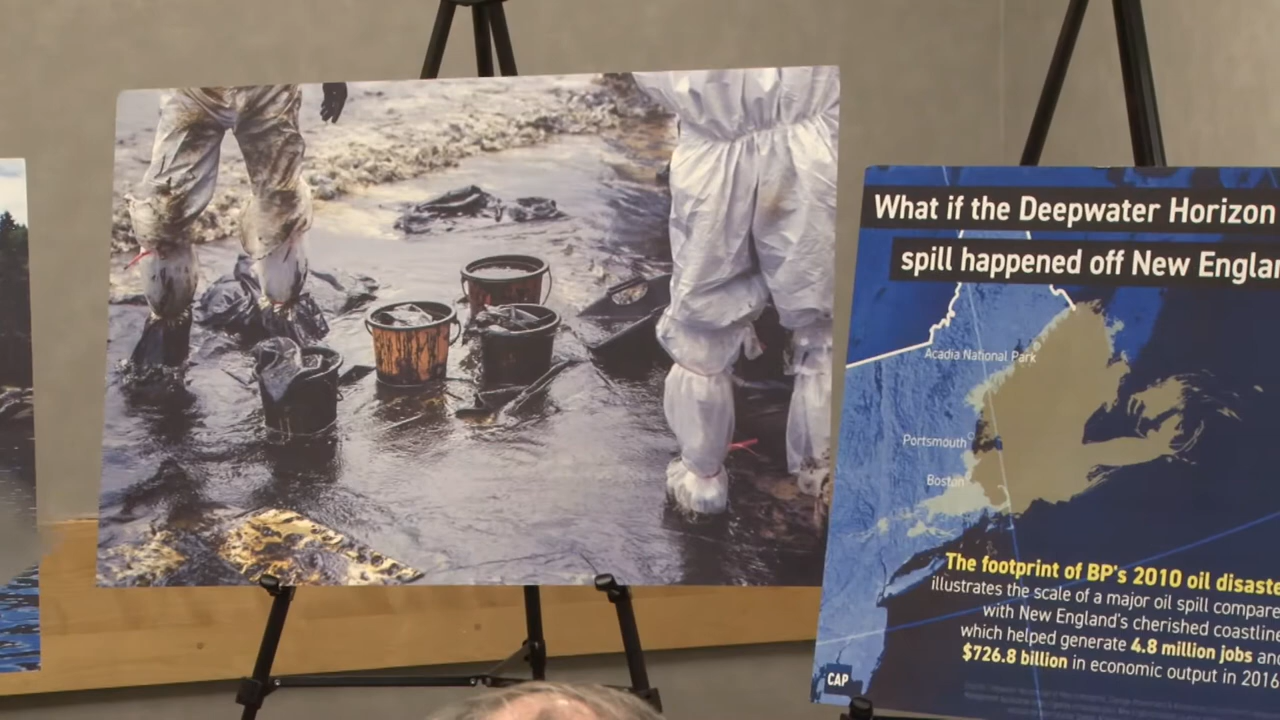 What if the Deepwater Horizon
spill happened off New Englan
Acadia National Park
Portsmouth
Boston
The footprint of BP's 2010 oil disaste
illustrates the scale of a major oil spill compare
with New England's cherished coastline
which helped generate 4.8 million jobs and
$726.8 billion in economic output in 2016
CAP